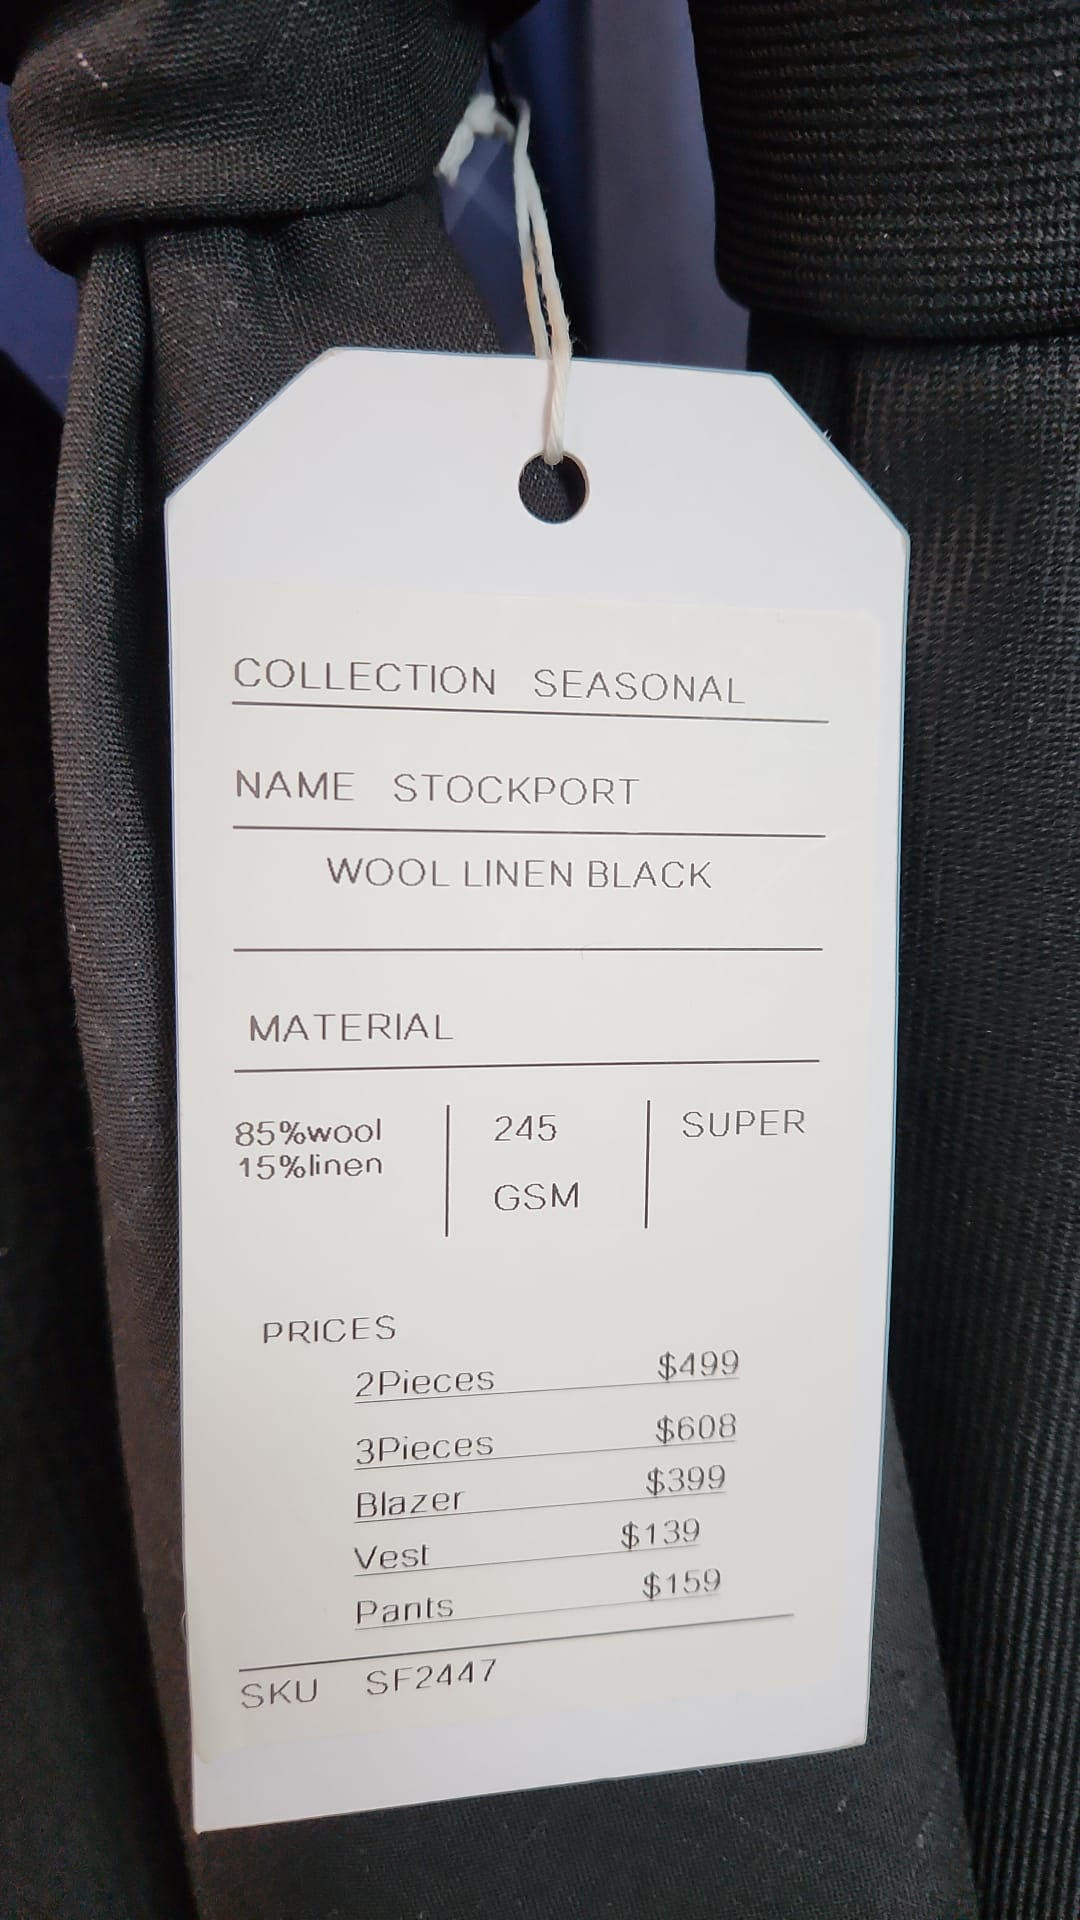 COLLECTION SEASONAL
NAME STOCKPORT
WOOL LINEN BLACK
MATERIAL
85%wool
15%linen
245
GSM
SUPER
PRICES
2Pieces $499
3Pieces $608
Blazer $399
Vest $139
Pants $159
SKU SF2447